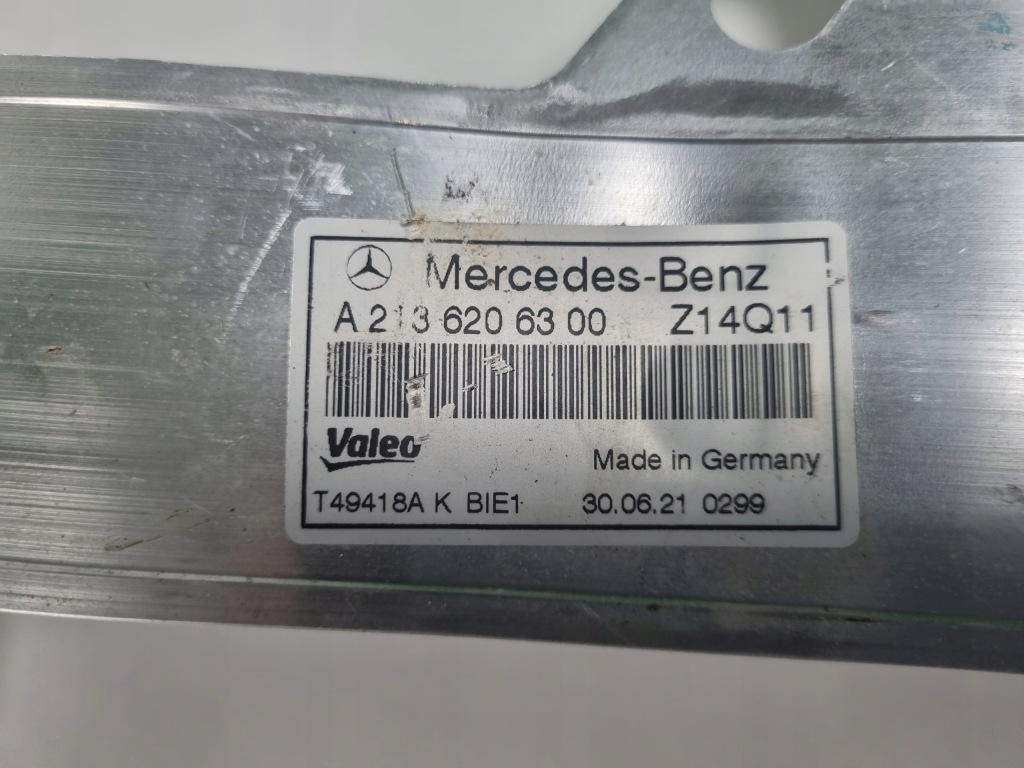 Mercedes-Benz
A 213 620 63 00 Z14Q11
Valeo
Made in Germany
T49418A K BIE1 30.06.21 0299